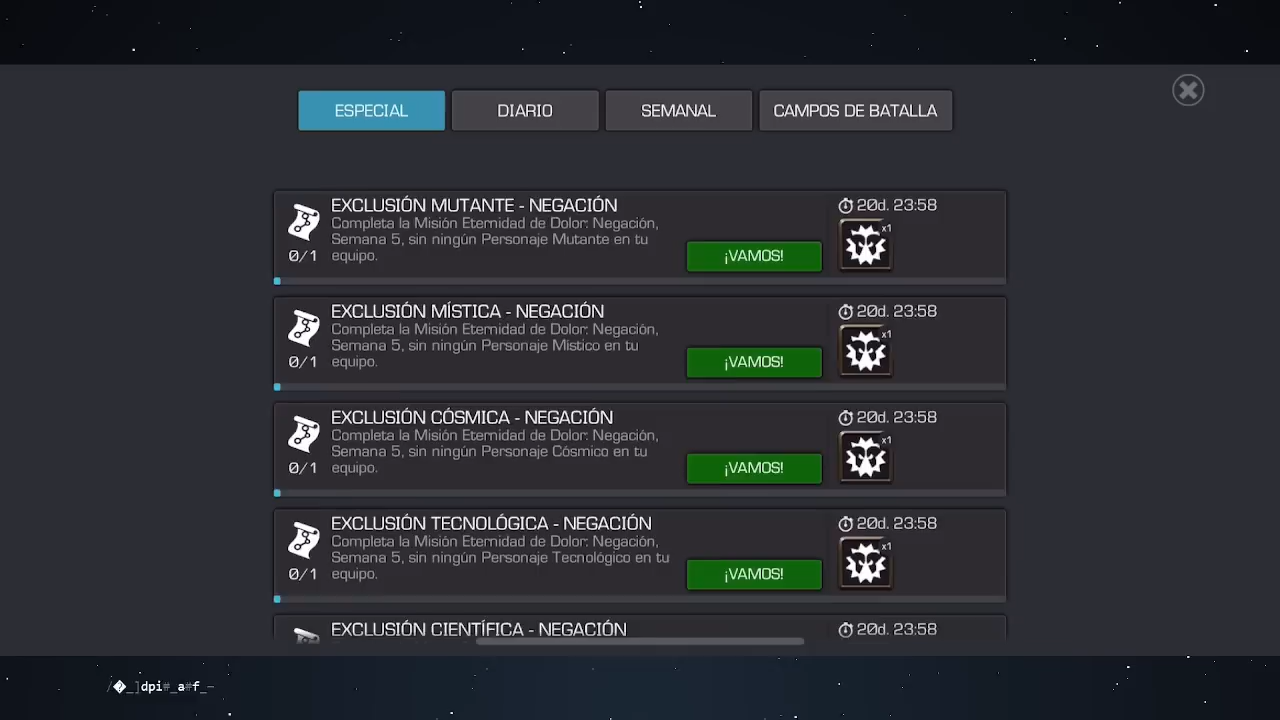 ESPECIAL
DIARIO
SEMANAL
CAMPOS DE BATALLA
EXCLUSIÓN MUTANTE - NEGACIÓN
Completa la Misión Eternidad de Dolor: Negación,
Semana 5, sin ningún Personaje Mutante en tu
equipo.
0/1
¡VAMOS!
20d. 23:58
x1
EXCLUSIÓN MÍSTICA - NEGACIÓN
Completa la Misión Eternidad de Dolor: Negación,
Semana 5, sin ningún Personaje Místico en tu
equipo.
0/1
¡VAMOS!
20d. 23:58
x1
EXCLUSIÓN CÓSMICA - NEGACIÓN
Completa la Misión Eternidad de Dolor: Negación,
Semana 5, sin ningún Personaje Cósmico en tu
equipo.
0/1
¡VAMOS!
20d. 23:58
x1
EXCLUSIÓN TECNOLÓGICA - NEGACIÓN
Completa la Misión Eternidad de Dolor: Negación,
Semana 5, sin ningún Personaje Tecnológico en tu
equipo.
0/1
¡VAMOS!
20d. 23:58
x1
EXCLUSIÓN CIENTÍFICA - NEGACIÓN
20d. 23:58
/�_]dpi#_a#f_—